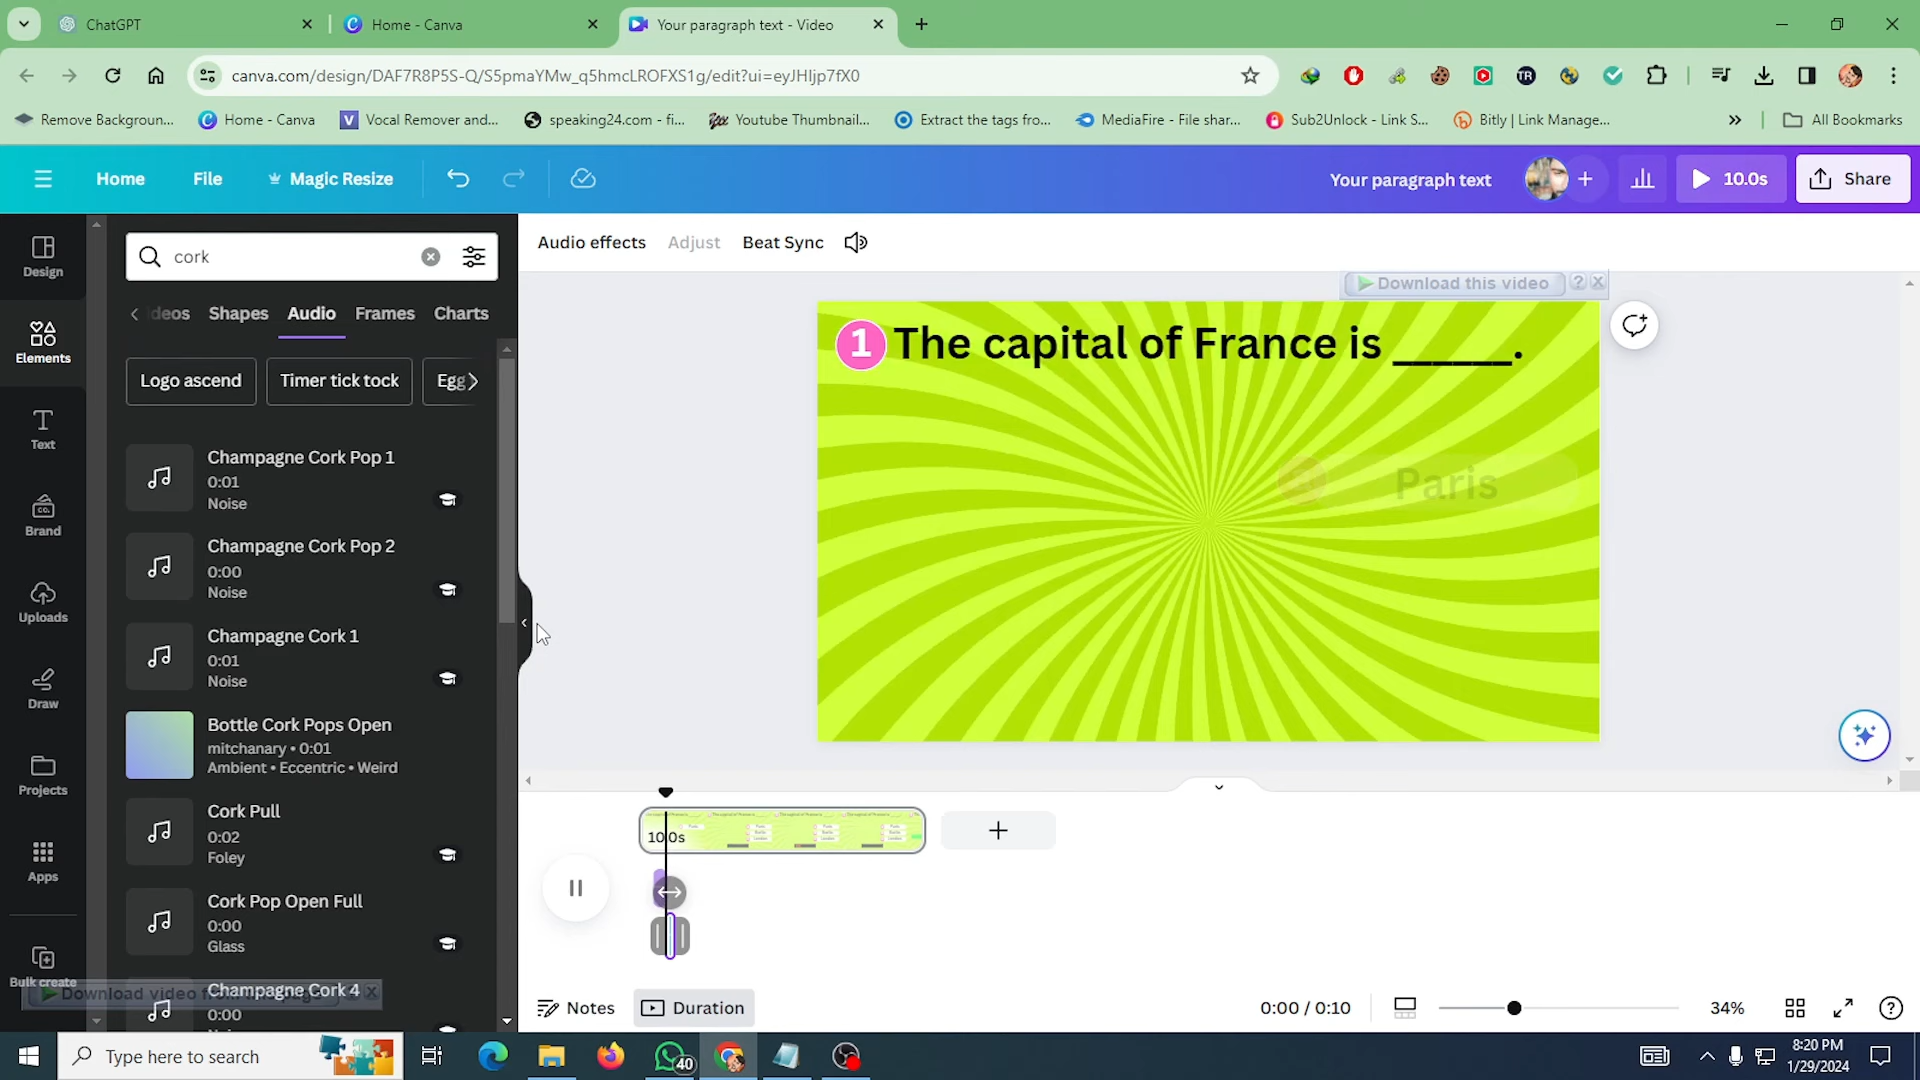 ChatGPT
Home - Canva
Your paragraph text - Video
canva.com/design/DAF7R8P5S-Q/S5pmaYMw_q5hmcLROFXS1g/edit?ui=eyJHIjp7fX0
Remove Backgroun...
Home - Canva
Vocal Remover and...
speaking24.com - fi...
Youtube Thumbnail...
Extract the tags fro...
MediaFire - File shar...
Sub2Unlock - Link S...
Bitly | Link Manage...
All Bookmarks
Home
File
Magic Resize
Your paragraph text
10.0s
Share
Design
Elements
Text
Brand
Uploads
Draw
Projects
Apps
Bulk create
cork
deos
Shapes
Audio
Frames
Charts
Logo ascend
Timer tick tock
Egg
Champagne Cork Pop 1
0:01
Noise
Champagne Cork Pop 2
0:00
Noise
Champagne Cork 1
0:01
Noise
Bottle Cork Pops Open
mitchanary • 0:01
Ambient • Eccentric • Weird
Cork Pull
0:02
Foley
Cork Pop Open Full
0:00
Glass
Champagne Cork 4
0:00
Audio effects
Adjust
Beat Sync
Download this video
1 The capital of France is ______.
Paris
10.0s
Notes
Duration
0:00 / 0:10
34%
Type here to search
40
8:20 PM
1/29/2024